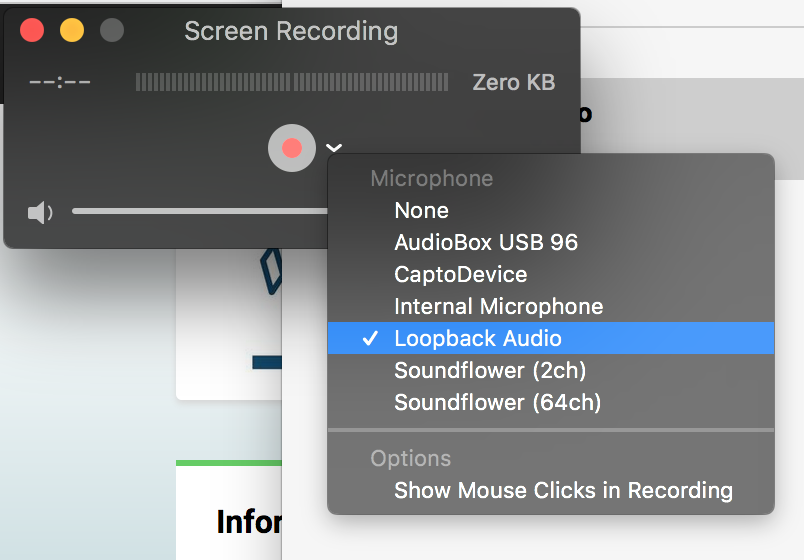 Screen Recording
--:-- Zero KB
o
Microphone
None
AudioBox USB 96
CaptoDevice
Internal Microphone
✓ Loopback Audio
Soundflower (2ch)
Soundflower (64ch)
Options
Show Mouse Clicks in Recording
Infor